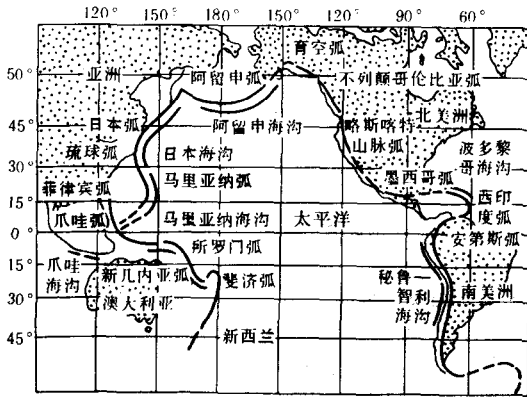 120° 150° 180° 150° 120° 90° 60°
育空弧
50° 亚洲 阿留申弧 不列颠哥伦比亚弧
北美洲
45° 日本弧 阿留申海沟 喀斯喀特
山脉弧
波多黎
哥海沟
琉球弧 日本海沟
30°
菲律宾弧 马里亚纳弧 墨西哥弧
15° 西印
度弧
爪哇弧 马里亚纳海沟 太平洋
0° 所罗门弧 安第斯弧
15° 爪哇
海沟
新几内亚弧 斐济弧 秘鲁
智利
海沟
南美洲
30° 澳大利亚
45° 新西兰